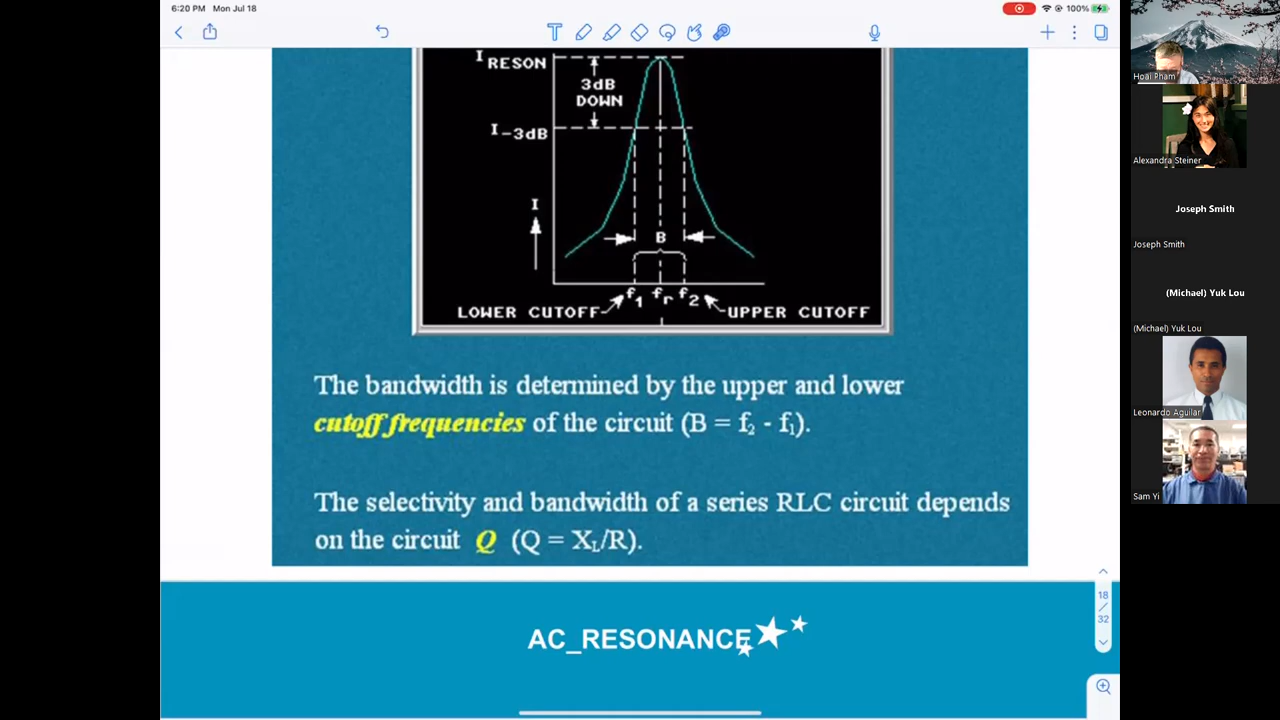 6:20 PM Mon Jul 18
100%
I RESON
3dB
DOWN
I-3dB
I
B
f1 fr f2
LOWER CUTOFF
UPPER CUTOFF
The bandwidth is determined by the upper and lower
cutoff frequencies of the circuit (B = f2 - f1).
The selectivity and bandwidth of a series RLC circuit depends
on the circuit Q (Q = XL/R).
AC_RESONANCE
18
/
32
Hoai Pham
Alexandra Steiner
Joseph Smith
Joseph Smith
(Michael) Yuk Lou
(Michael) Yuk Lou
Leonardo Aguilar
Sam Yi